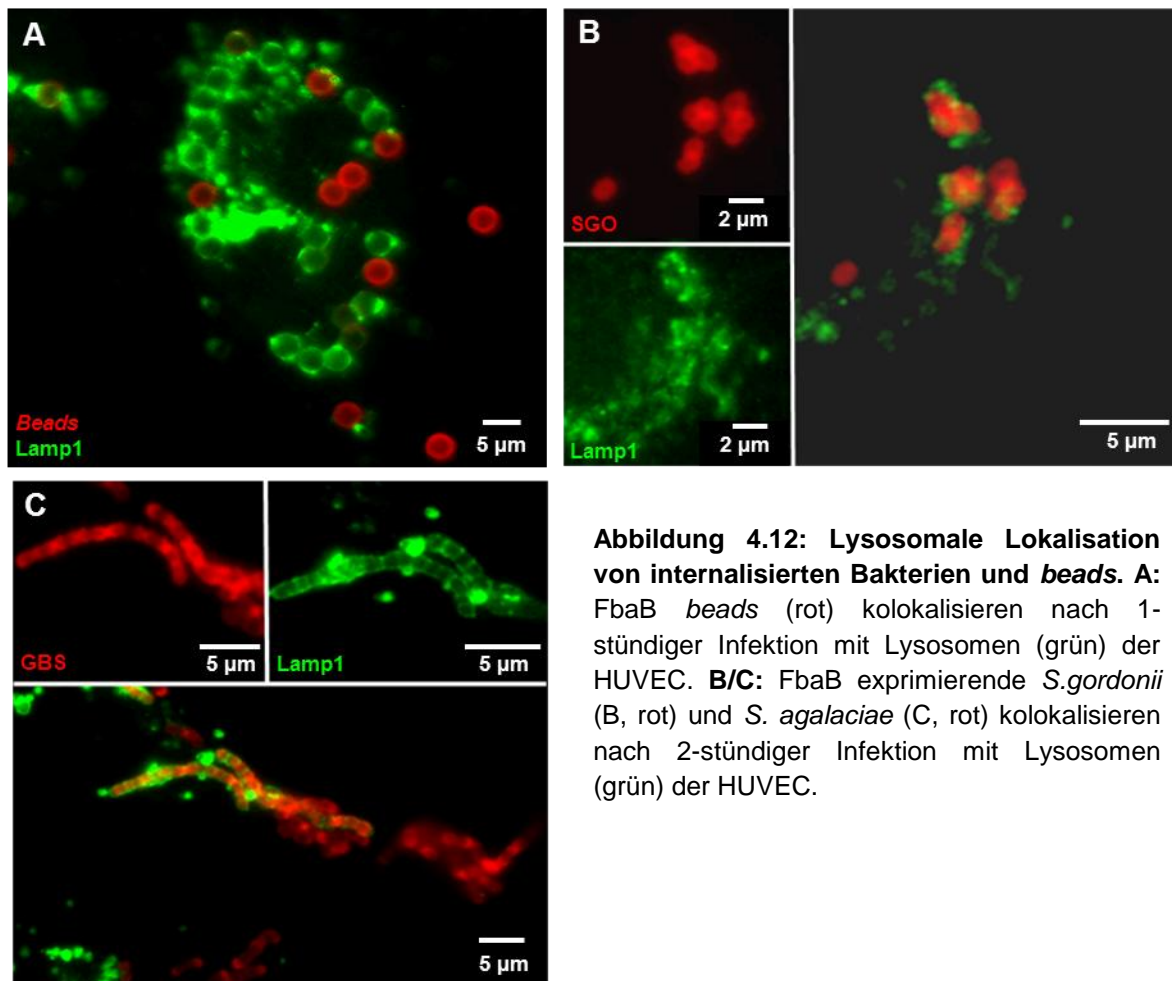 A
Beads
Lamp1
5 µm
B
SGO
2 µm
Lamp1
2 µm
5 µm
C
GBS
5 µm
Lamp1
5 µm
5 µm
Abbildung 4.12: Lysosomale Lokalisation
von internalisierten Bakterien und beads. A:
FbaB beads (rot) kolokalisieren nach 1-
stündiger Infektion mit Lysosomen (grün) der
HUVEC. B/C: FbaB exprimierende S.gordonii
(B, rot) und S. agalaciae (C, rot) kolokalisieren
nach 2-stündiger Infektion mit Lysosomen
(grün) der HUVEC.